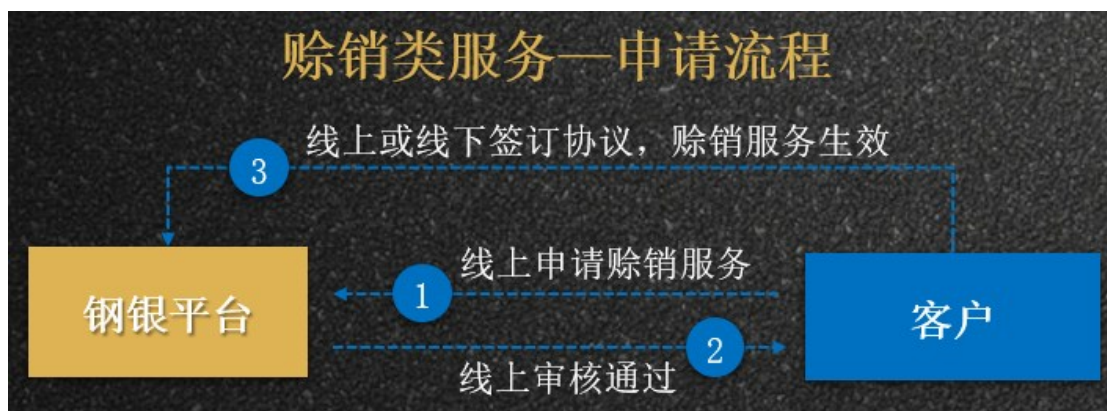 赊销类服务—申请流程
线上或线下签订协议，赊销服务生效
3
线上申请赊销服务
1
钢银平台
客户
2
线上审核通过